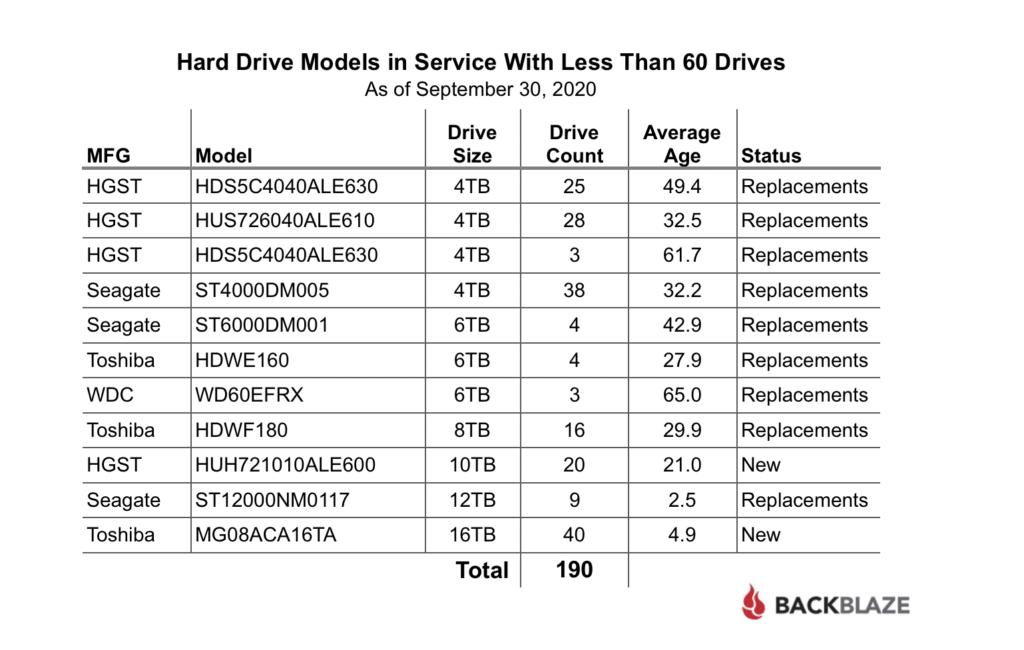 Hard Drive Models in Service With Less Than 60 Drives
As of September 30, 2020
MFG Model Drive Size Drive Count Average Age Status
HGST HDS5C4040ALE630 4TB 25 49.4 Replacements
HGST HUS726040ALE610 4TB 28 32.5 Replacements
HGST HDS5C4040ALE630 4TB 3 61.7 Replacements
Seagate ST4000DM005 4TB 38 32.2 Replacements
Seagate ST6000DM001 6TB 4 42.9 Replacements
Toshiba HDWE160 6TB 4 27.9 Replacements
WDC WD60EFRX 6TB 3 65.0 Replacements
Toshiba HDWF180 8TB 16 29.9 Replacements
HGST HUH721010ALE600 10TB 20 21.0 New
Seagate ST12000NM0117 12TB 9 2.5 Replacements
Toshiba MG08ACA16TA 16TB 40 4.9 New
Total 190
BACKBLAZE